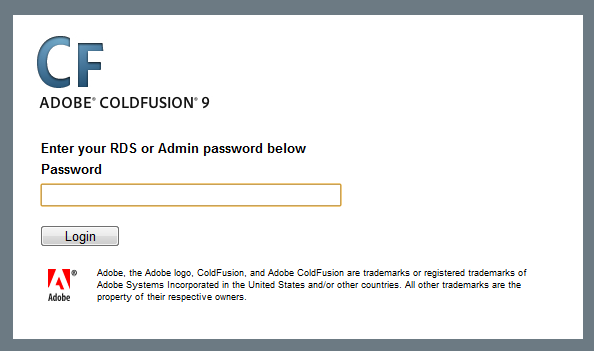 CF
ADOBE® COLDFUSION® 9
Enter your RDS or Admin password below
Password
Login
Adobe, the Adobe logo, ColdFusion, and Adobe ColdFusion are trademarks or registered trademarks of
Adobe Systems Incorporated in the United States and/or other countries. All other trademarks are the
property of their respective owners.
®
Adobe